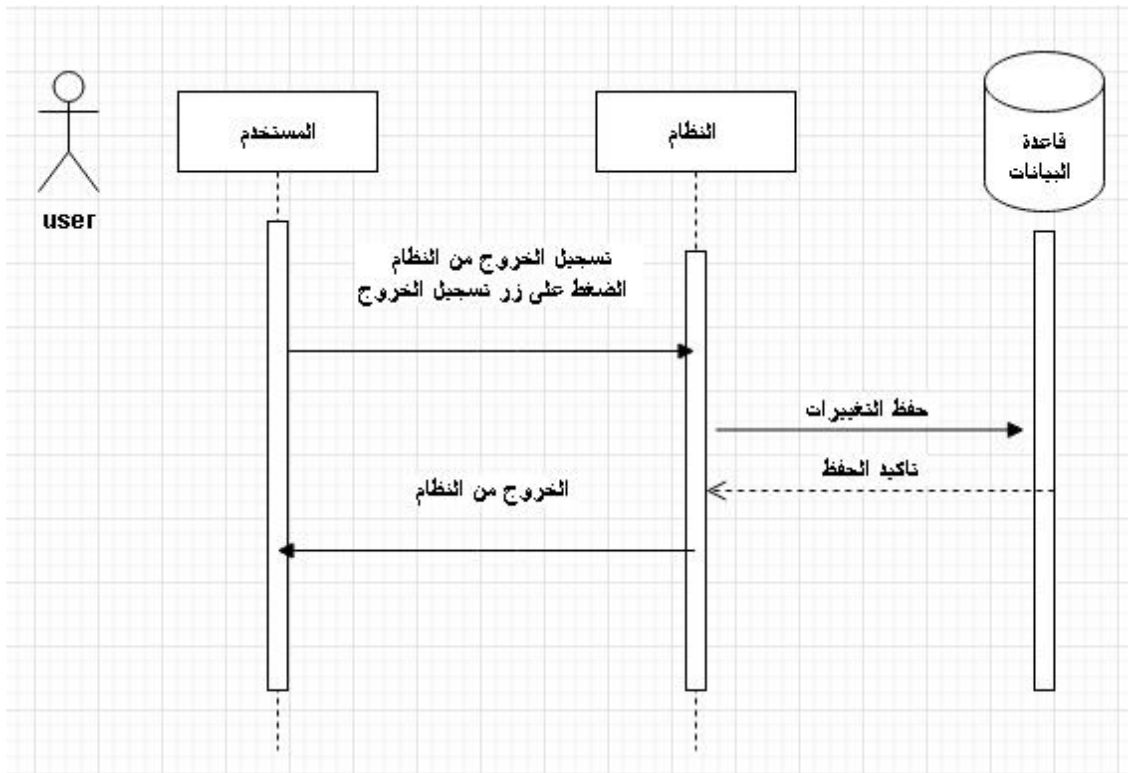 user
المستخدم
النظام
قاعدة
البيانات
تسجيل الخروج من النظام
الضغط على زر تسجيل الخروج
حفظ التغييرات
تاكيد الحفظ
الخروج من النظام